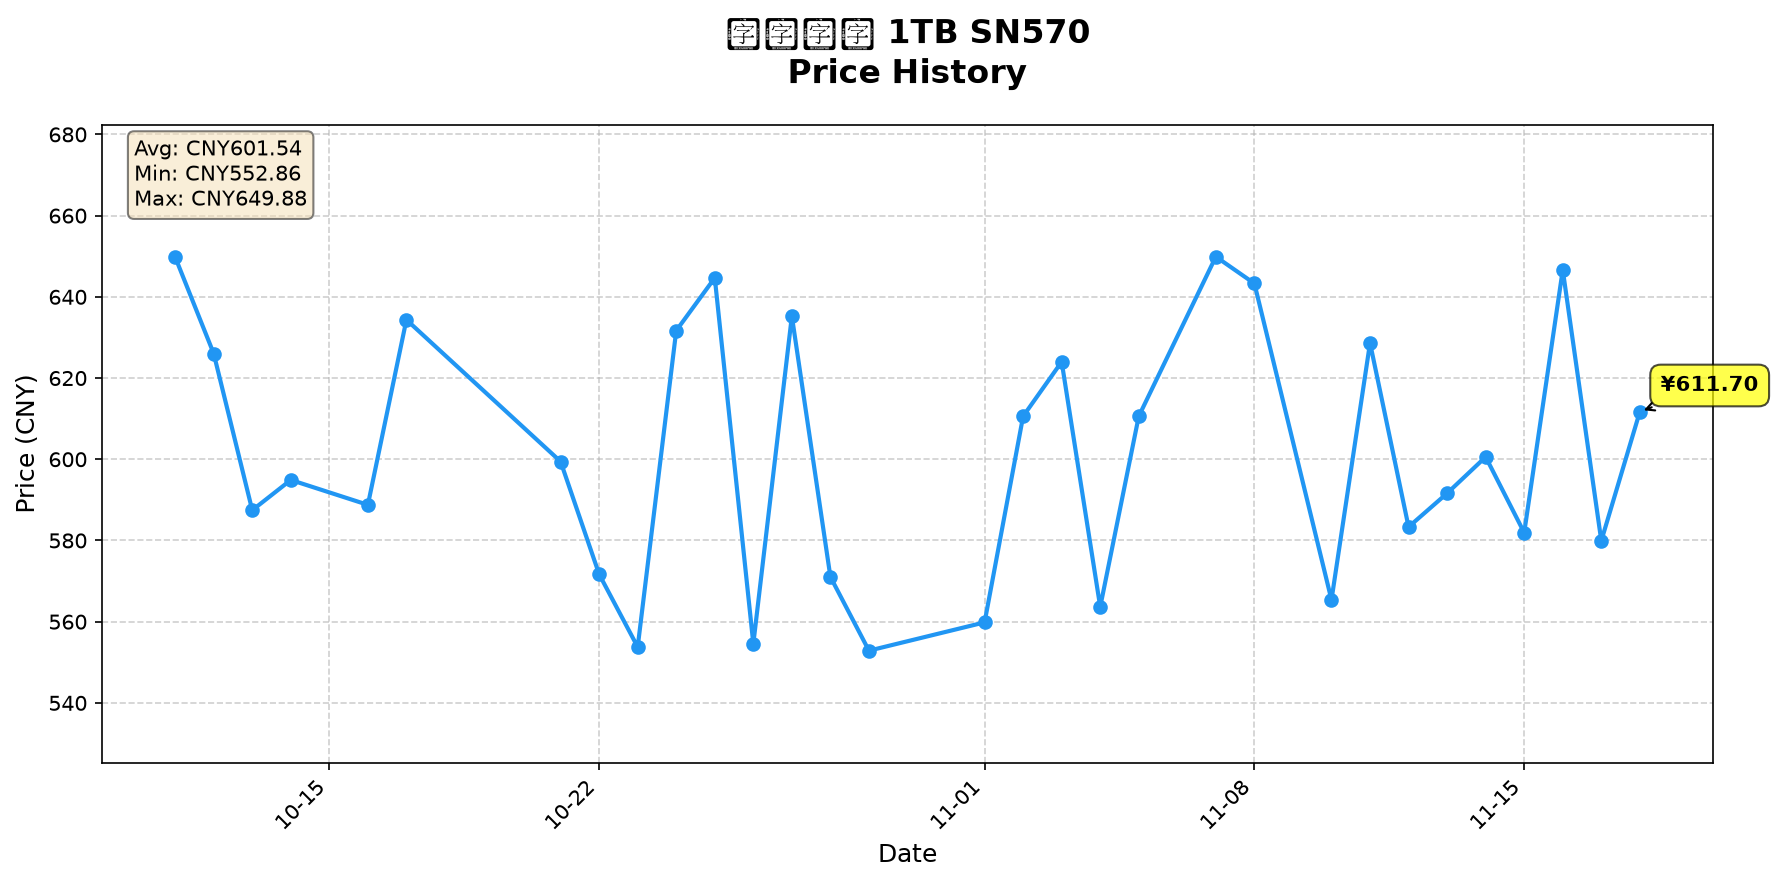 1TB SN570
Price History
Avg: CNY601.54
Min: CNY552.86
Max: CNY649.88
680
660
640
620
600
580
560
540
Price (CNY)
¥611.70
10-15
10-22
11-01
11-08
11-15
Date